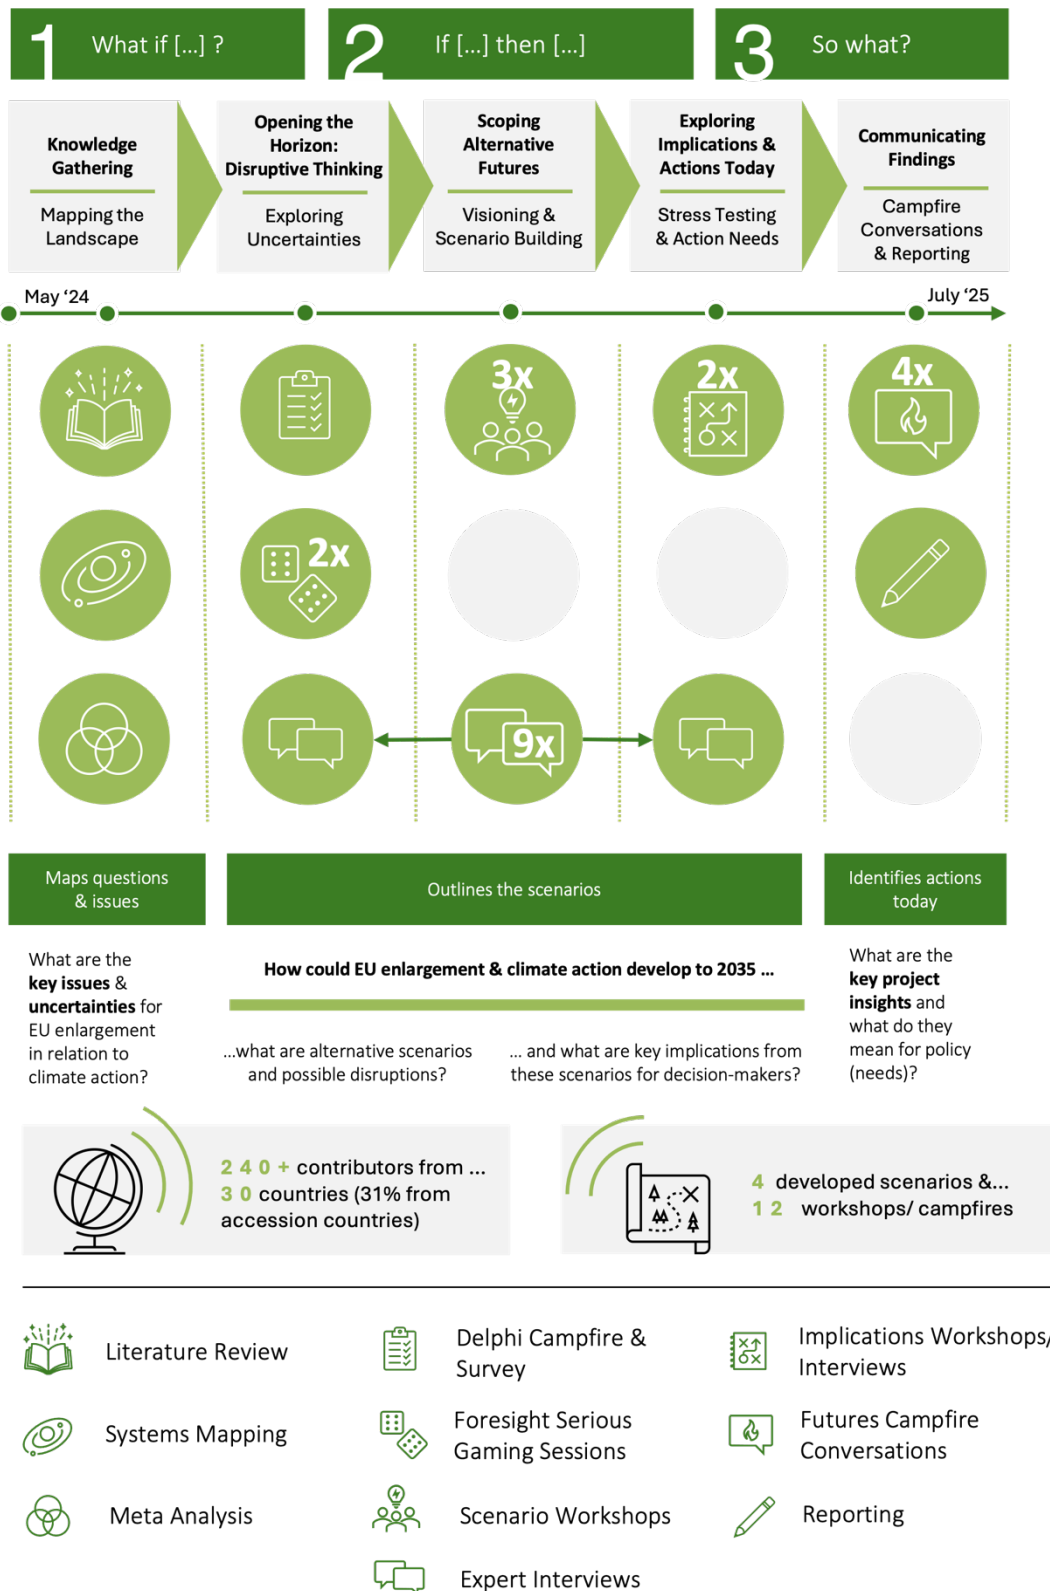 1 What if [...] ?
2 If [...] then [...]
3 So what?
Knowledge
Gathering
Mapping the
Landscape
Opening the
Horizon:
Disruptive Thinking
Exploring
Uncertainties
Scoping
Alternative
Futures
Visioning &
Scenario Building
Exploring
Implications &
Actions Today
Stress Testing
& Action Needs
Communicating
Findings
Campfire
Conversations
& Reporting
May ‘24
July ‘25
3x
2x
4x
2x
9x
Maps questions
& issues
Outlines the scenarios
Identifies actions
today
What are the
key issues &
uncertainties for
EU enlargement
in relation to
climate action?
How could EU enlargement & climate action develop to 2035 ...
...what are alternative scenarios
and possible disruptions?
... and what are key implications from
these scenarios for decision-makers?
What are the
key project
insights and
what do they
mean for policy
(needs)?
240+ contributors from ...
30 countries (31% from
accession countries)
4 developed scenarios &...
12 workshops/ campfires
Literature Review
Systems Mapping
Meta Analysis
Delphi Campfire &
Survey
Foresight Serious
Gaming Sessions
Scenario Workshops
Expert Interviews
Implications Workshops/
Interviews
Futures Campfire
Conversations
Reporting